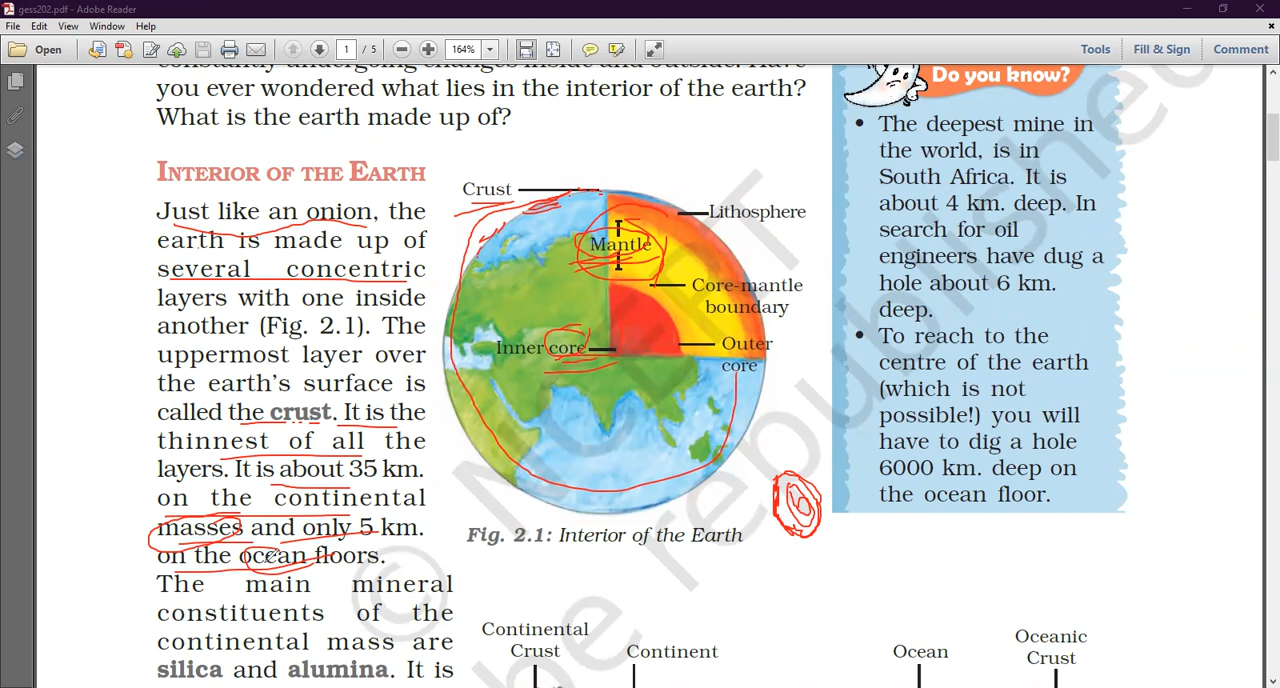 gess202.pdf - Adobe Reader
File Edit View Window Help
Open 1 / 5 164% Tools Fill & Sign Comment
you ever wondered what lies in the interior of the earth?
What is the earth made up of?
INTERIOR OF THE EARTH
Just like an onion, the
earth is made up of
several concentric
layers with one inside
another (Fig. 2.1). The
uppermost layer over
the earth's surface is
called the crust. It is the
thinnest of all the
layers. It is about 35 km.
on the continental
masses and only 5 km.
on the ocean floors.
The main mineral
constituents of the
continental mass are
silica and alumina. It is
Crust
Lithosphere
Mantle
Core-mantle
boundary
Inner core
Outer
core
Fig. 2.1: Interior of the Earth
Continental
Crust
Continent
Ocean
Oceanic
Crust
Do you know?
• The deepest mine in
the world, is in
South Africa. It is
about 4 km. deep. In
search for oil
engineers have dug a
hole about 6 km.
deep.
• To reach to the
centre of the earth
(which is not
possible!) you will
have to dig a hole
6000 km. deep on
the ocean floor.
© NCERT
be republished